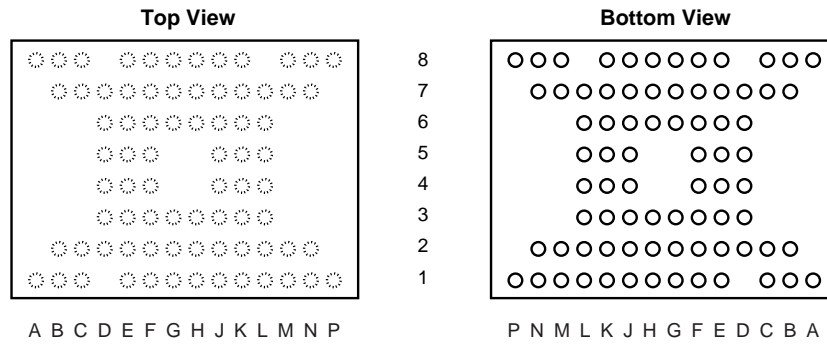 Top View
Bottom View
8
7
6
5
4
3
2
1
A B C D E F G H J K L M N P
P N M L K J H G F E D C B A